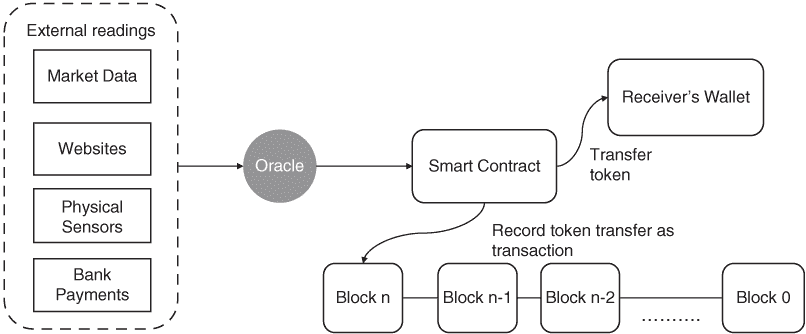 External readings
Market Data
Websites
Physical
Sensors
Bank
Payments
Oracle
Smart Contract
Receiver's Wallet
Transfer
token
Record token transfer as
transaction
Block n
Block n-1
Block n-2
..........
Block 0